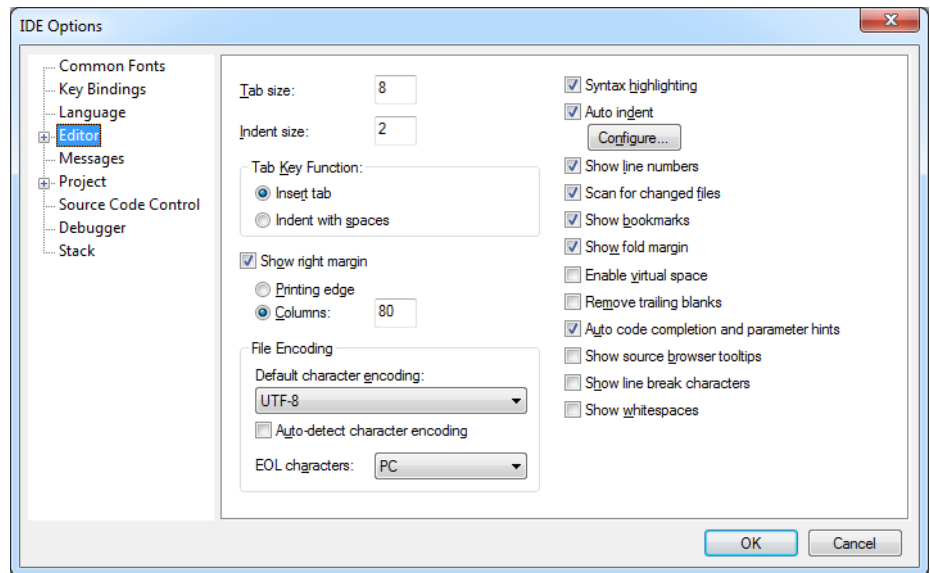 IDE Options
Common Fonts
Key Bindings
Language
Editor
Messages
Project
Source Code Control
Debugger
Stack
Tab size: 8
Indent size: 2
Tab Key Function:
Insert tab
Indent with spaces
Show right margin
Printing edge
Columns: 80
File Encoding
Default character encoding:
UTF-8
Auto-detect character encoding
EOL characters: PC
Syntax highlighting
Auto indent
Configure...
Show line numbers
Scan for changed files
Show bookmarks
Show fold margin
Enable virtual space
Remove trailing blanks
Auto code completion and parameter hints
Show source browser tooltips
Show line break characters
Show whitespaces
OK
Cancel